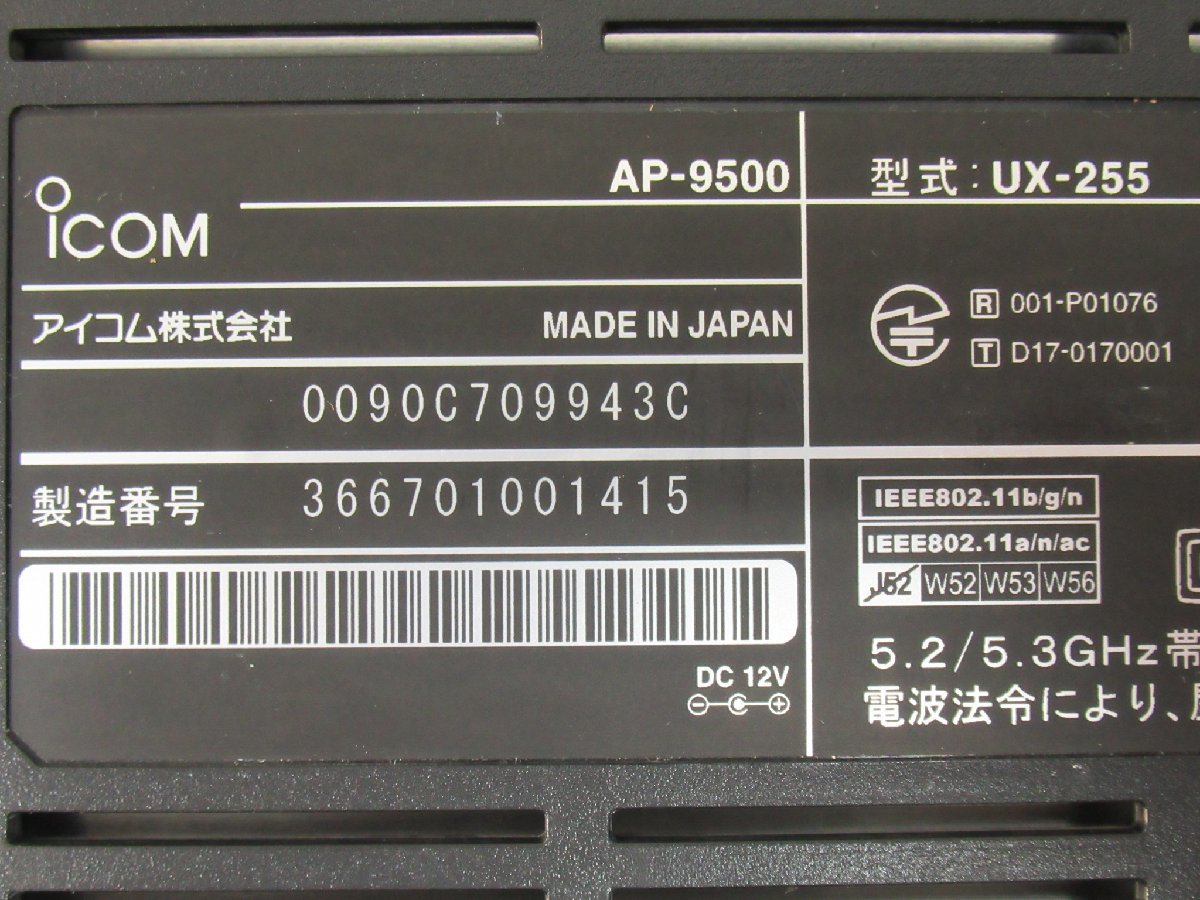 AP-9500
ICOM
アイコム株式会社 MADE IN JAPAN
0090C709943C
製造番号 366701001415
DC 12V
型式 : UX-255
R 001-P01076
T D17-0170001
IEEE802.11b/g/n
IEEE802.11a/n/ac
J52 W52 W53 W56
5.2/5.3GHz帯
電波法令により、